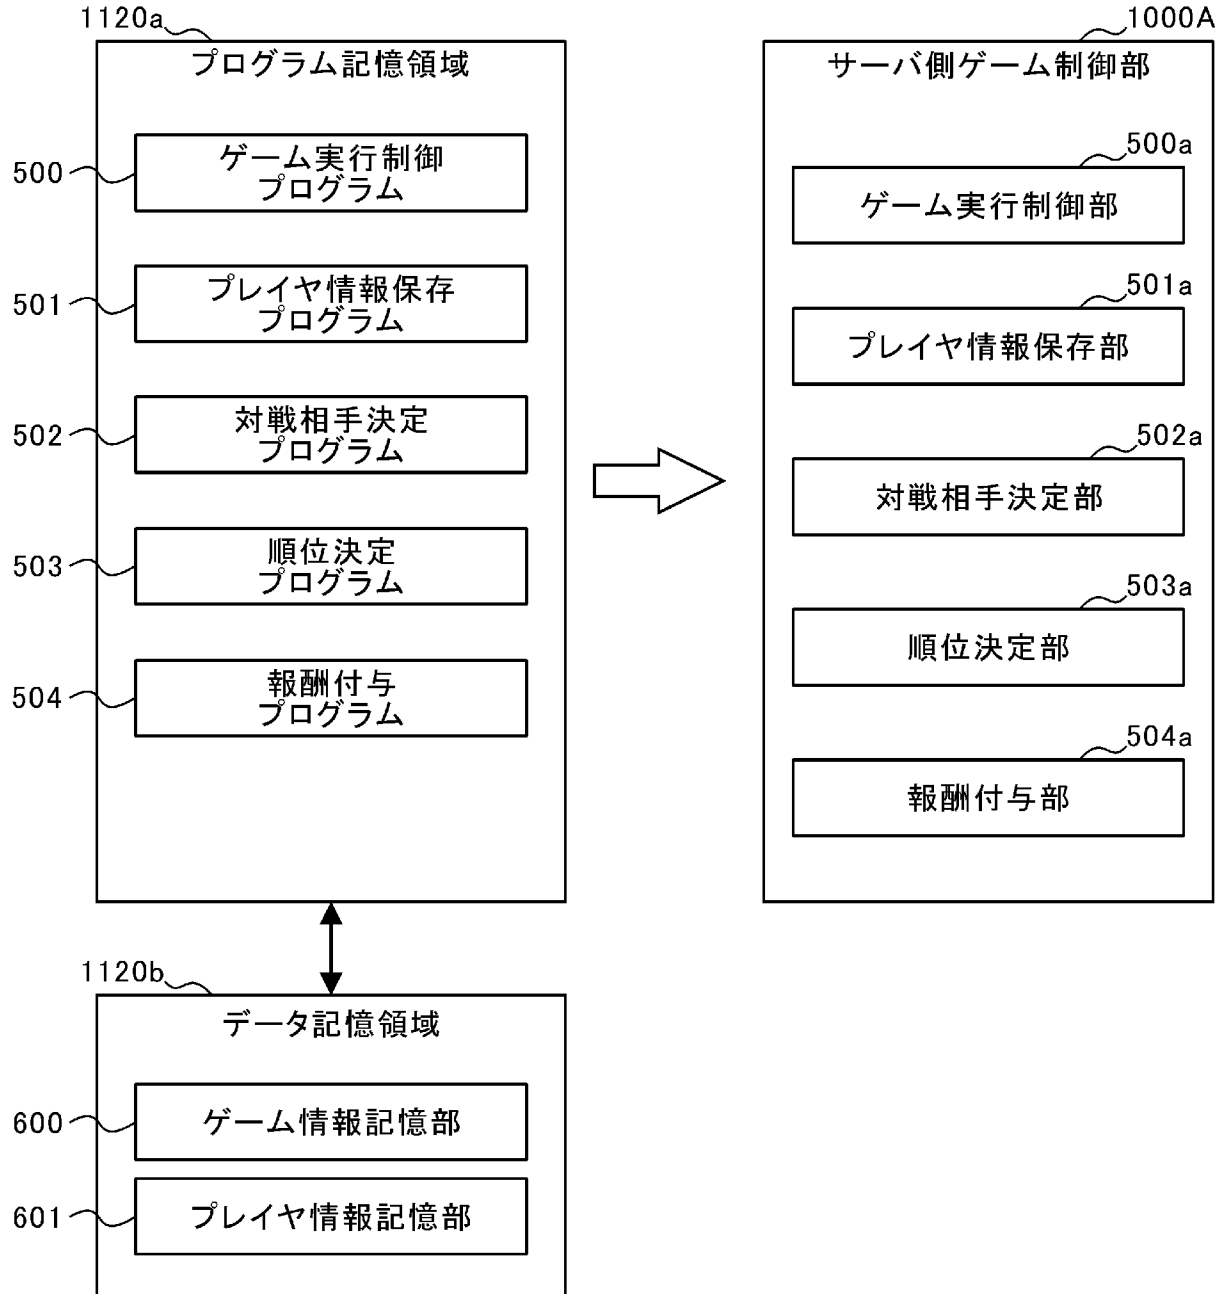 1120a
プログラム記憶領域
500
ゲーム実行制御
プログラム
501
プレイヤ情報保存
プログラム
502
対戦相手決定
プログラム
503
順位決定
プログラム
504
報酬付与
プログラム
1120b
データ記憶領域
600
ゲーム情報記憶部
601
プレイヤ情報記憶部
1000A
サーバ側ゲーム制御部
500a
ゲーム実行制御部
501a
プレイヤ情報保存部
502a
対戦相手決定部
503a
順位決定部
504a
報酬付与部